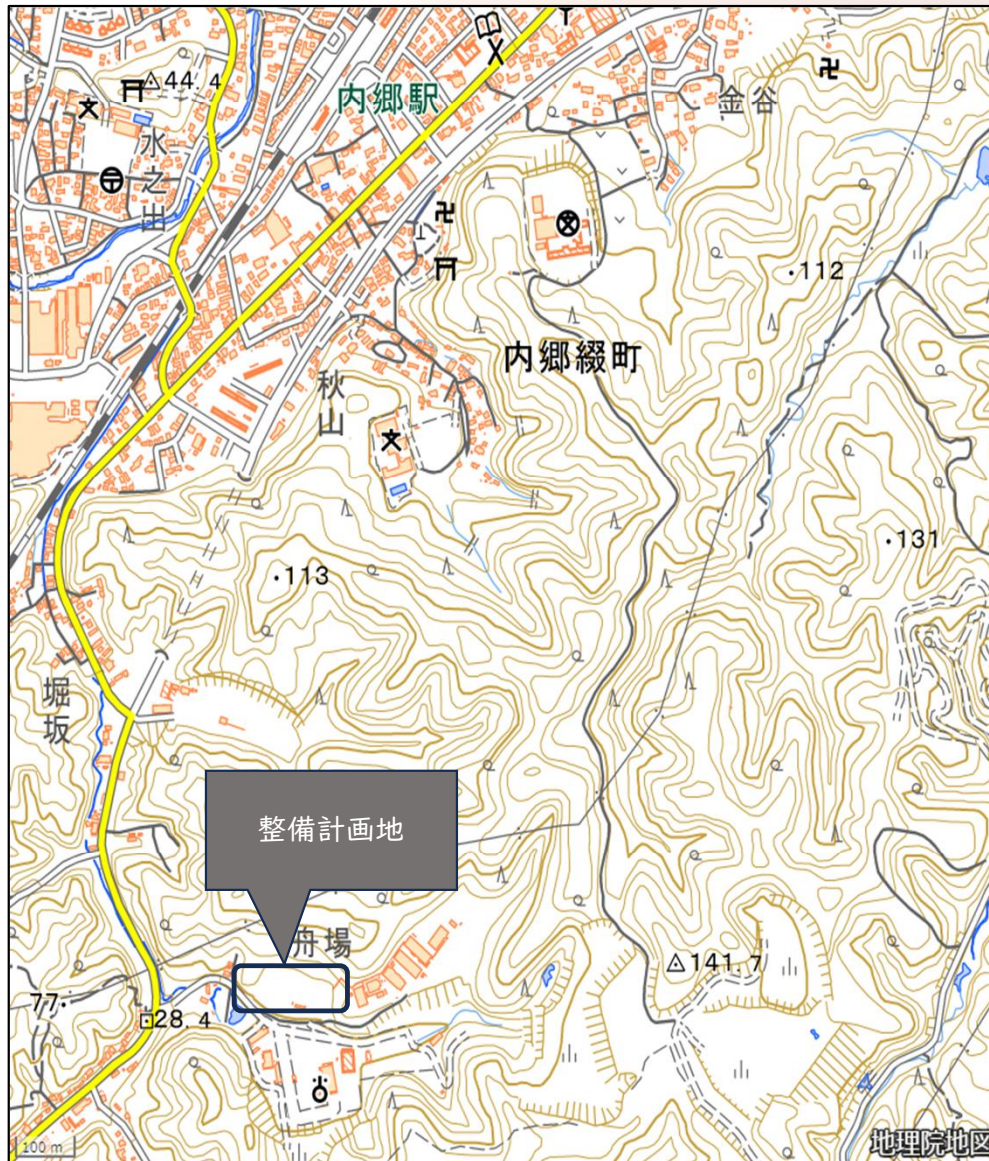 44.4
内郷駅
金谷
水之出
・112
内郷綴町
秋山
・131
・113
堀坂
整備計画地
舟場
141.7
77・
28.4
100 m
地理院地図